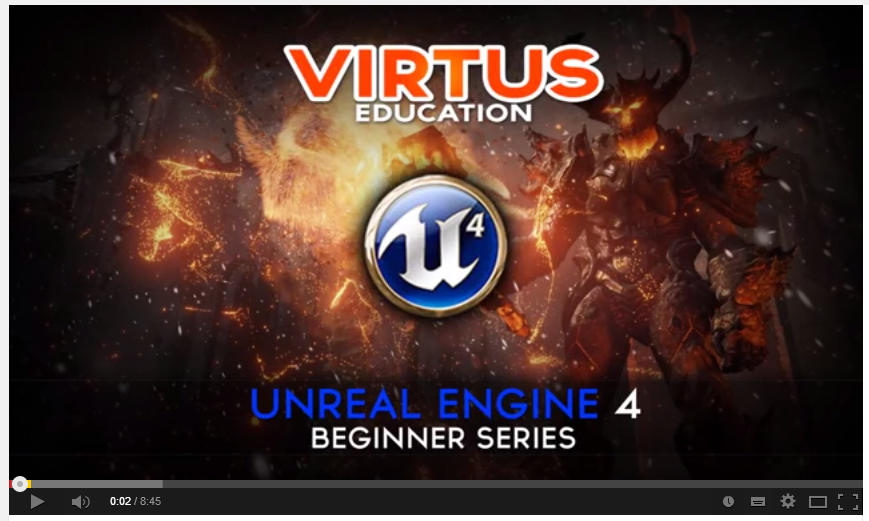 VIRTUS
EDUCATION
U4
UNREAL ENGINE 4
BEGINNER SERIES
0:02 / 8:45